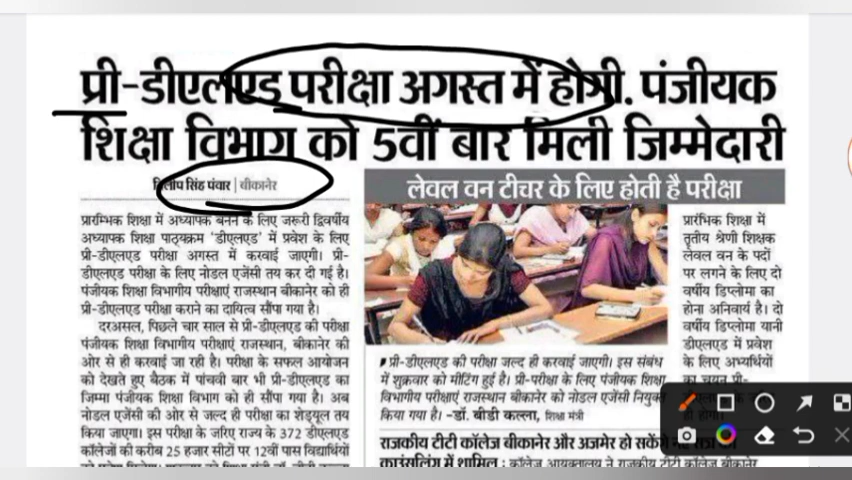 प्री-डीएलएड परीक्षा अगस्त में होगी, पंजीयक
शिक्षा विभाग को 5वीं बार मिली जिम्मेदारी
दिलीप सिंह पंवार | बीकानेर
प्रारम्भिक शिक्षा में अध्यापक बनने के लिए जरूरी द्विवर्षीय
अध्यापक शिक्षा पाठ्यक्रम 'डीएलएड' में प्रवेश के लिए
प्री-डीएलएड परीक्षा अगस्त में करवाई जाएगी। प्री-
डीएलएड परीक्षा के लिए नोडल एजेंसी तय कर दी गई है।
पंजीयक शिक्षा विभागीय परीक्षाएं राजस्थान बीकानेर को ही
प्री-डीएलएड परीक्षा कराने का दायित्व सौंपा गया है।
दरअसल, पिछले चार साल से प्री-डीएलएड की परीक्षा
पंजीयक शिक्षा विभागीय परीक्षाएं राजस्थान, बीकानेर की
ओर से ही करवाई जा रही है। परीक्षा के सफल आयोजन
को देखते हुए बैठक में पांचवी बार भी प्री-डीएलएड का
जिम्मा पंजीयक शिक्षा विभाग को ही सौंपा गया है। अब
नोडल एजेंसी की ओर से जल्द ही परीक्षा का शेड्यूल तय
किया जाएगा। इस परीक्षा के जरिए राज्य के 372 डीएलएड
कॉलेजों की करीब 25 हजार सीटों पर 12वीं पास विद्यार्थियों
लेवल वन टीचर के लिए होती है परीक्षा
प्री-डीएलएड की परीक्षा जल्द ही करवाई जाएगी। इस संबंध
में शुक्रवार को मीटिंग हुई है। प्री-परीक्षा के लिए पंजीयक शिक्षा
विभागीय परीक्षाएं राजस्थान बीकानेर को नोडल एजेंसी नियुक्त
किया गया है। -डॉ. बीडी कल्ला, शिक्षा मंत्री
राजकीय टीटी कॉलेज बीकानेर और अजमेर हो सकेंगे
काउंसलिंग में शामिल : कॉलेज आयुक्तालय ने राजकीय टीटी कॉलेज बीकानेर
प्रारंभिक शिक्षा में
तृतीय श्रेणी शिक्षक
लेवल वन के पदों
पर लगने के लिए दो
वर्षीय डिप्लोमा का
होना अनिवार्य है। दो
वर्षीय डिप्लोमा यानी
डीएलएड में प्रवेश
के लिए अभ्यर्थियों
का चयन प्री-